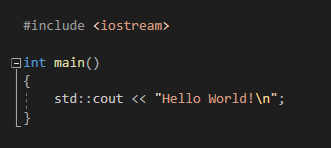 #include <iostream>
int main()
{
    std::cout << "Hello World!\n";
}